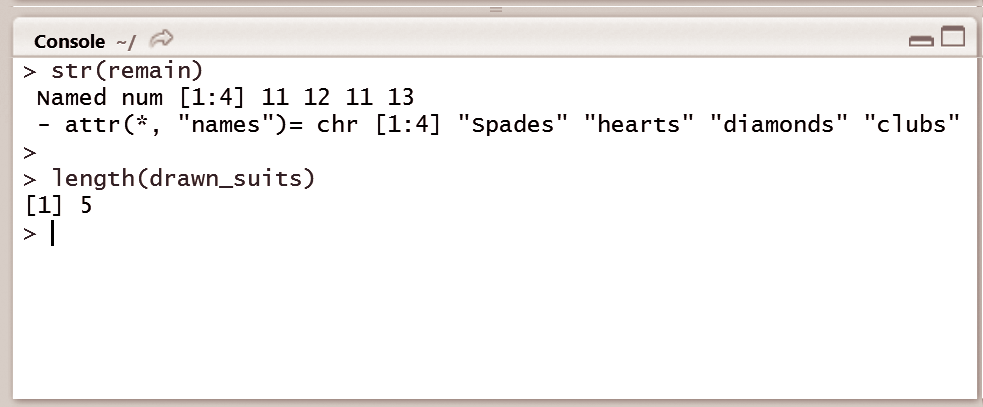 Console ~/
> str(remain)
 Named num [1:4] 11 12 11 13
 - attr(*, "names")= chr [1:4] "Spades" "hearts" "diamonds" "clubs"
>
> length(drawn_suits)
[1] 5
>